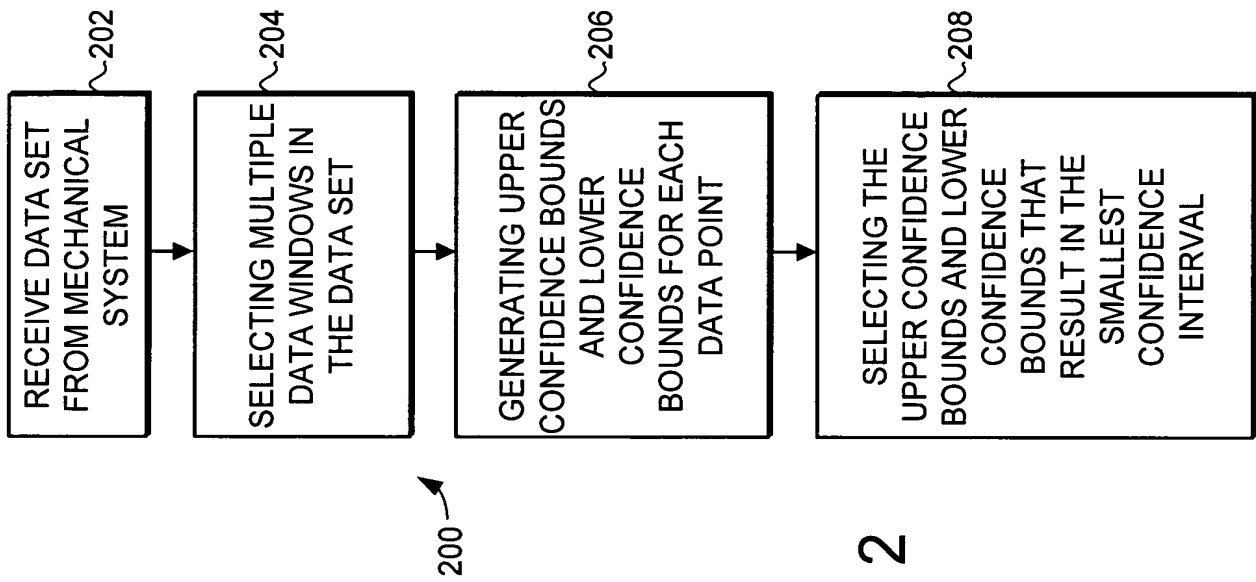 202
RECEIVE DATA SET
FROM MECHANICAL
SYSTEM
204
SELECTING MULTIPLE
DATA WINDOWS IN
THE DATA SET
206
GENERATING UPPER
CONFIDENCE BOUNDS
AND LOWER
CONFIDENCE
BOUNDS FOR EACH
DATA POINT
208
SELECTING THE
UPPER CONFIDENCE
BOUNDS AND LOWER
CONFIDENCE
BOUNDS THAT
RESULT IN THE
SMALLEST
CONFIDENCE
INTERVAL
200
2